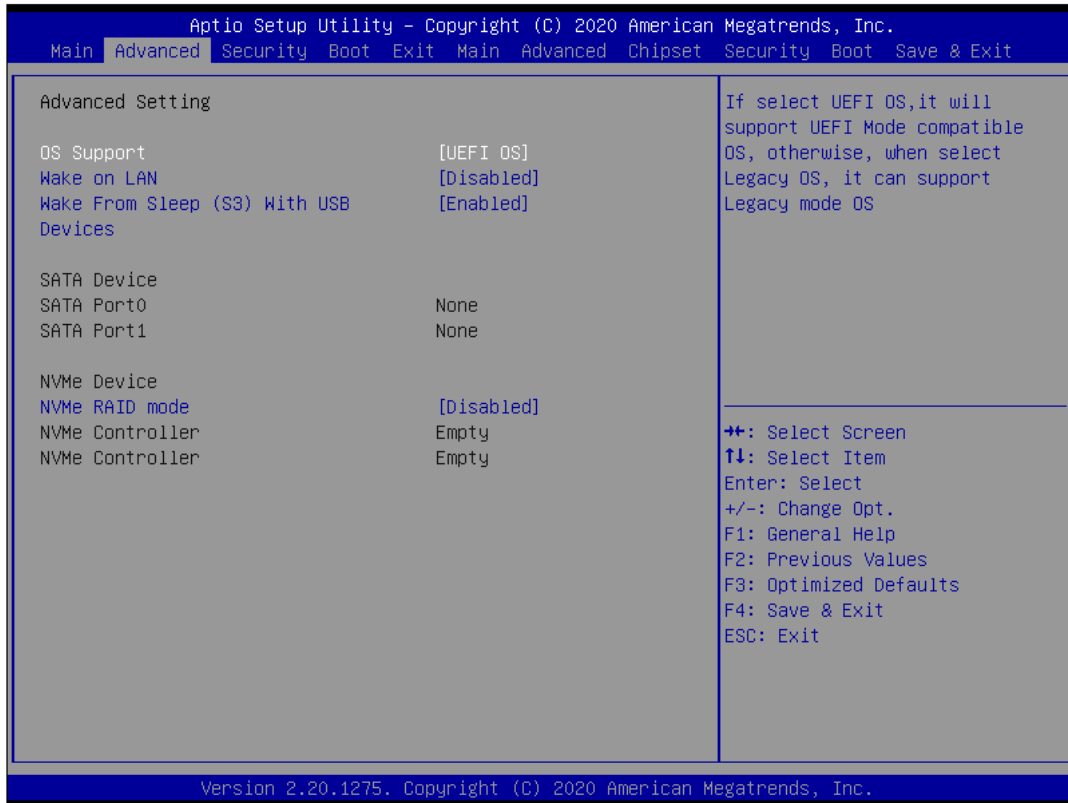 Aptio Setup Utility – Copyright (C) 2020 American Megatrends, Inc.
Main Advanced Security Boot Exit Main Advanced Chipset Security Boot Save & Exit
Advanced Setting
OS Support [UEFI OS]
Wake on LAN [Disabled]
Wake From Sleep (S3) With USB [Enabled]
Devices
SATA Device
SATA Port0 None
SATA Port1 None
NVMe Device
NVMe RAID mode [Disabled]
NVMe Controller Empty
NVMe Controller Empty
If select UEFI OS,it will
support UEFI Mode compatible
OS, otherwise, when select
Legacy OS, it can support
Legacy mode OS
→←: Select Screen
↑↓: Select Item
Enter: Select
+/-: Change Opt.
F1: General Help
F2: Previous Values
F3: Optimized Defaults
F4: Save & Exit
ESC: Exit
Version 2.20.1275. Copyright (C) 2020 American Megatrends, Inc.